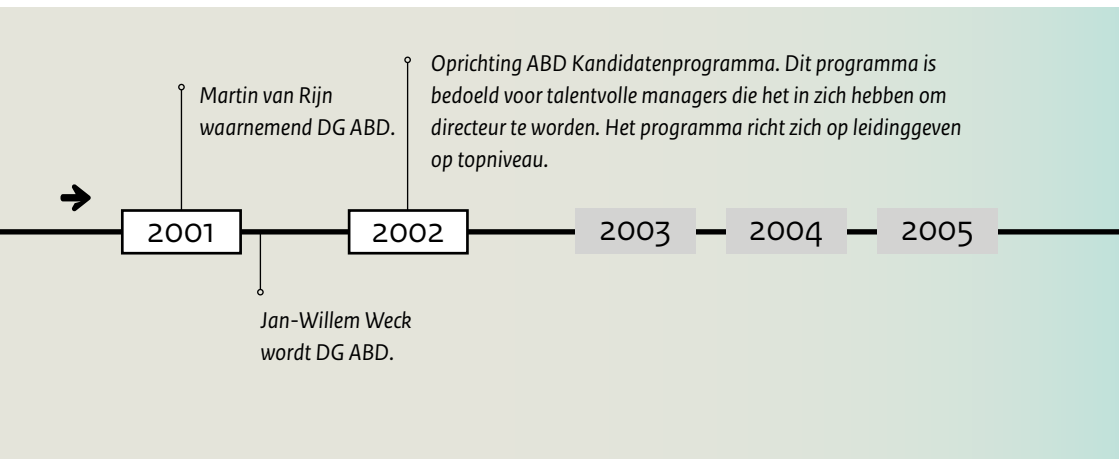 Martin van Rijn
waarnemend DG ABD.
Oprichting ABD Kandidatenprogramma. Dit programma is
bedoeld voor talentvolle managers die het in zich hebben om
directeur te worden. Het programma richt zich op leidinggeven
op topniveau.
2001
2002
2003
2004
2005
Jan-Willem Weck
wordt DG ABD.